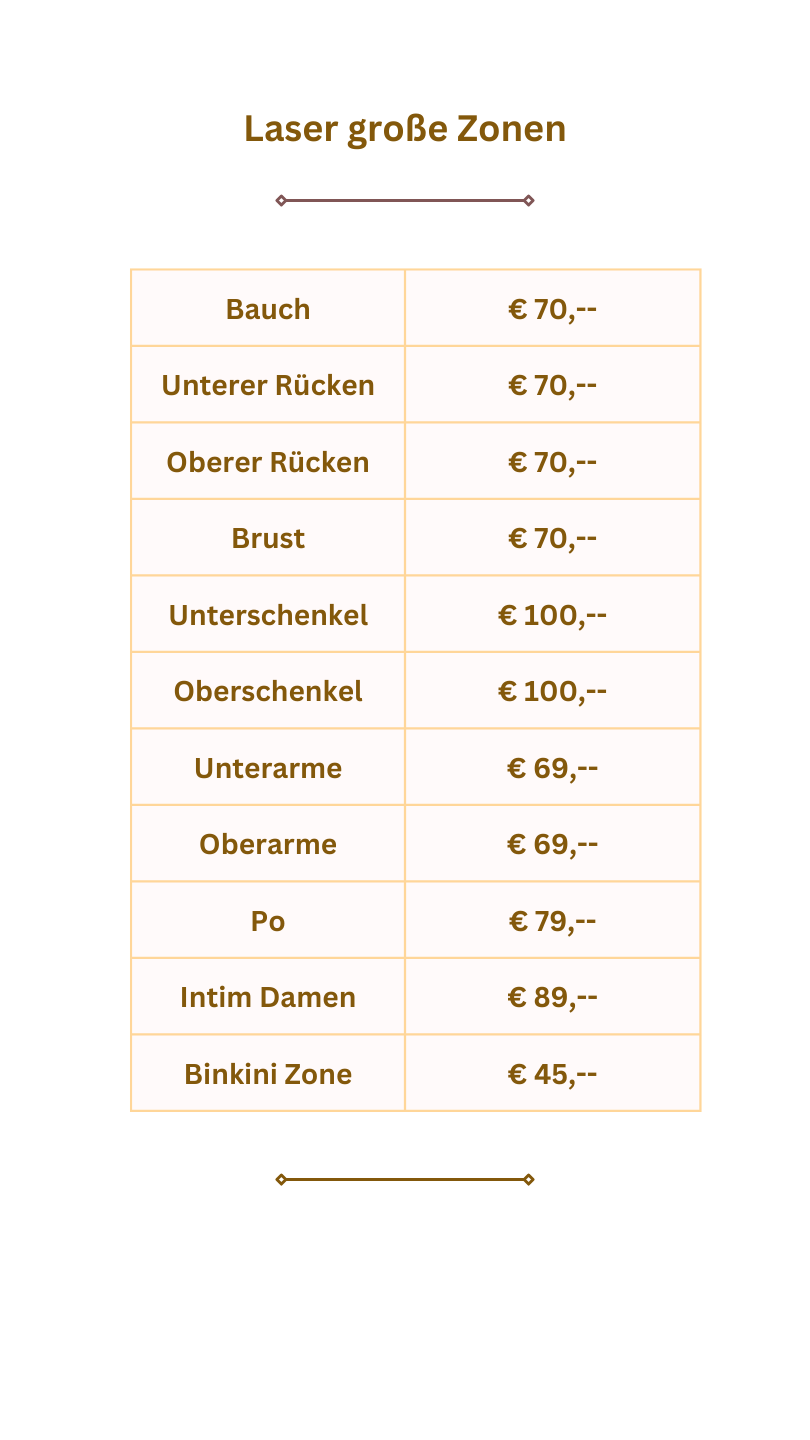 Laser große Zonen
Bauch € 70,--
Unterer Rücken € 70,--
Oberer Rücken € 70,--
Brust € 70,--
Unterschenkel € 100,--
Oberschenkel € 100,--
Unterarme € 69,--
Oberarme € 69,--
Po € 79,--
Intim Damen € 89,--
Binkini Zone € 45,--